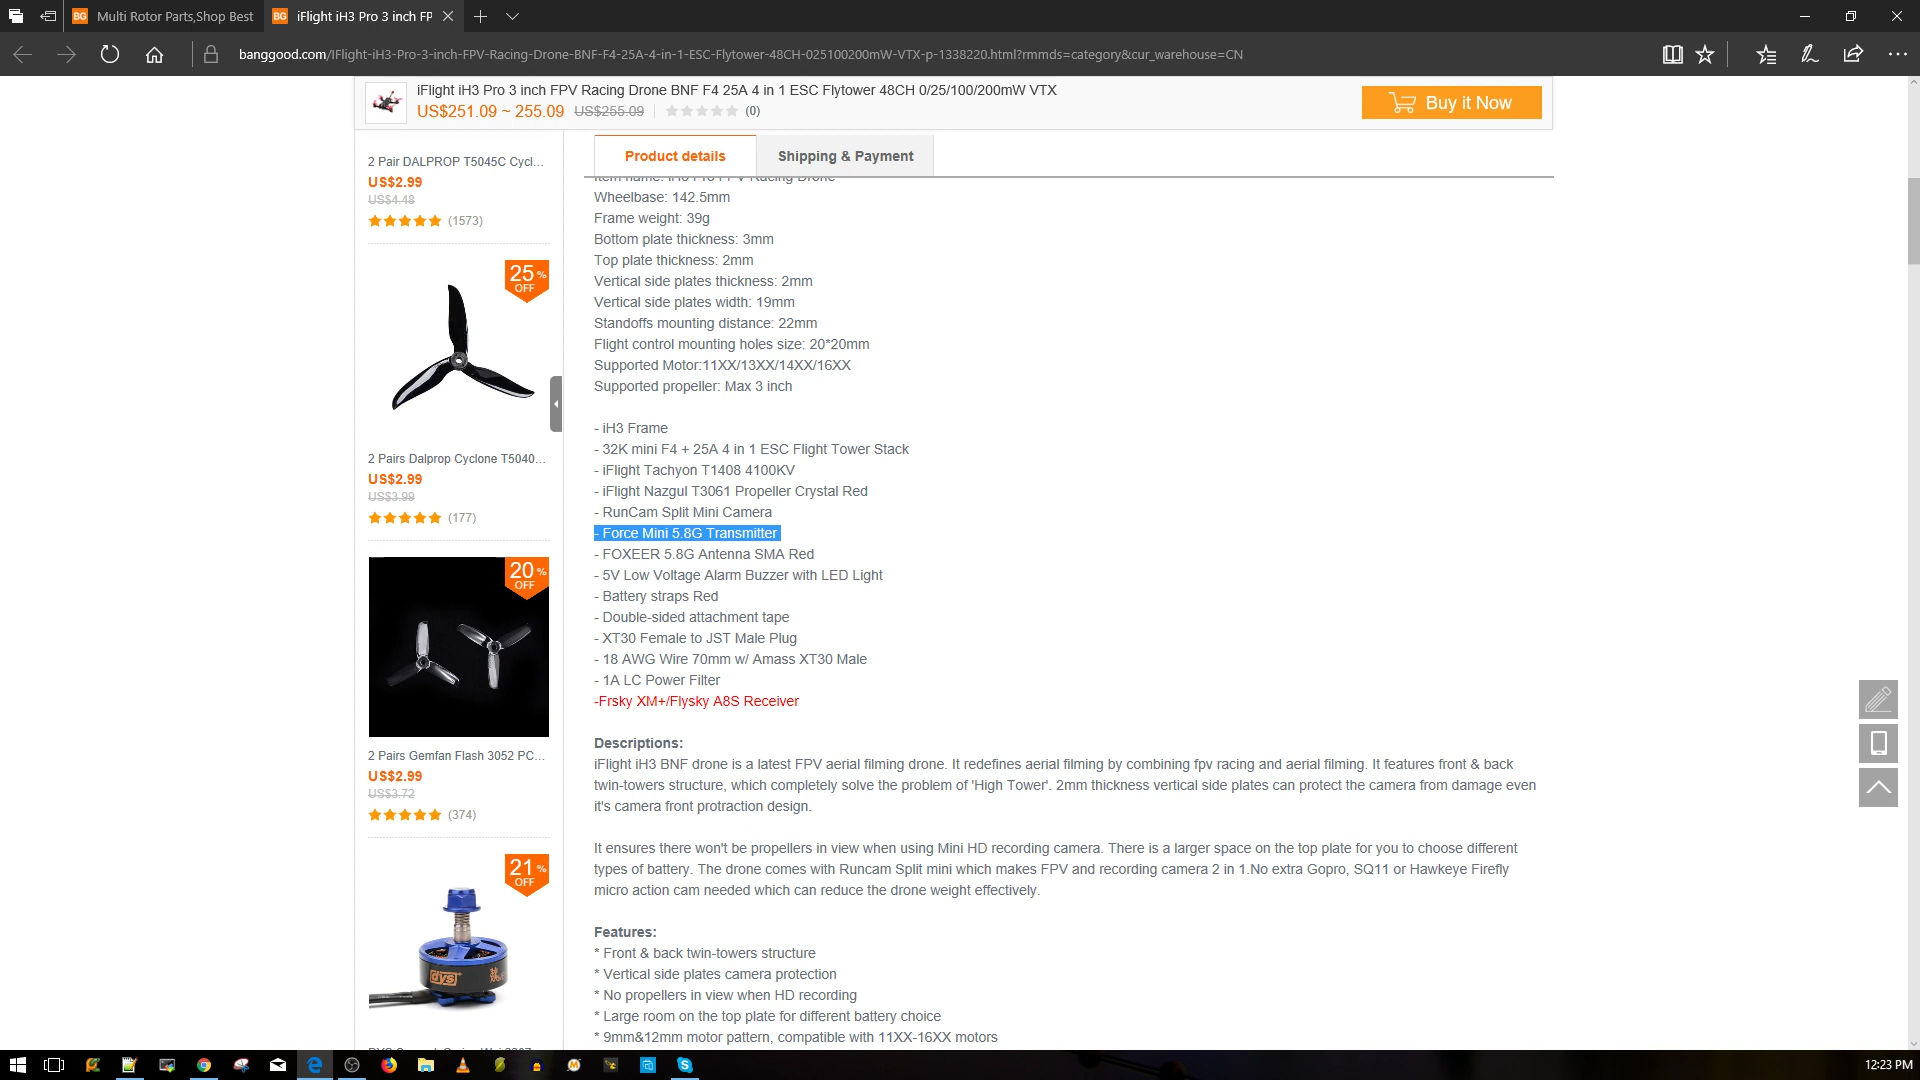 Multi Rotor Parts,Shop Best
iFlight iH3 Pro 3 inch FP
banggood.com/IFlight-iH3-Pro-3-inch-FPV-Racing-Drone-BNF-F4-25A-4-in-1-ESC-Flytower-48CH-025100200mW-VTX-p-1338220.html?rmmds=category&cur_warehouse=CN
iFlight iH3 Pro 3 inch FPV Racing Drone BNF F4 25A 4 in 1 ESC Flytower 48CH 0/25/100/200mW VTX
US$251.09 ~ 255.09 US$255.09 (0)
Buy it Now
2 Pair DALPROP T5045C Cycl...
US$2.99
US$4.48
(1573)
25% OFF
2 Pairs Dalprop Cyclone T5040...
US$2.99
US$3.99
(177)
20% OFF
2 Pairs Gemfan Flash 3052 PC...
US$2.99
US$3.72
(374)
21% OFF
dys
Product details
Shipping & Payment
Item name: iH3 Pro FPV Racing Drone
Wheelbase: 142.5mm
Frame weight: 39g
Bottom plate thickness: 3mm
Top plate thickness: 2mm
Vertical side plates thickness: 2mm
Vertical side plates width: 19mm
Standoffs mounting distance: 22mm
Flight control mounting holes size: 20*20mm
Supported Motor:11XX/13XX/14XX/16XX
Supported propeller: Max 3 inch
- iH3 Frame
- 32K mini F4 + 25A 4 in 1 ESC Flight Tower Stack
- iFlight Tachyon T1408 4100KV
- iFlight Nazgul T3061 Propeller Crystal Red
- RunCam Split Mini Camera
- Force Mini 5.8G Transmitter
- FOXEER 5.8G Antenna SMA Red
- 5V Low Voltage Alarm Buzzer with LED Light
- Battery straps Red
- Double-sided attachment tape
- XT30 Female to JST Male Plug
- 18 AWG Wire 70mm w/ Amass XT30 Male
- 1A LC Power Filter
-Frsky XM+/Flysky A8S Receiver
Descriptions:
iFlight iH3 BNF drone is a latest FPV aerial filming drone. It redefines aerial filming by combining fpv racing and aerial filming. It features front & back
twin-towers structure, which completely solve the problem of 'High Tower'. 2mm thickness vertical side plates can protect the camera from damage even
it's camera front protraction design.
It ensures there won't be propellers in view when using Mini HD recording camera. There is a larger space on the top plate for you to choose different
types of battery. The drone comes with Runcam Split mini which makes FPV and recording camera 2 in 1.No extra Gopro, SQ11 or Hawkeye Firefly
micro action cam needed which can reduce the drone weight effectively.
Features:
* Front & back twin-towers structure
* Vertical side plates camera protection
* No propellers in view when HD recording
* Large room on the top plate for different battery choice
* 9mm&12mm motor pattern, compatible with 11XX-16XX motors
12:23 PM